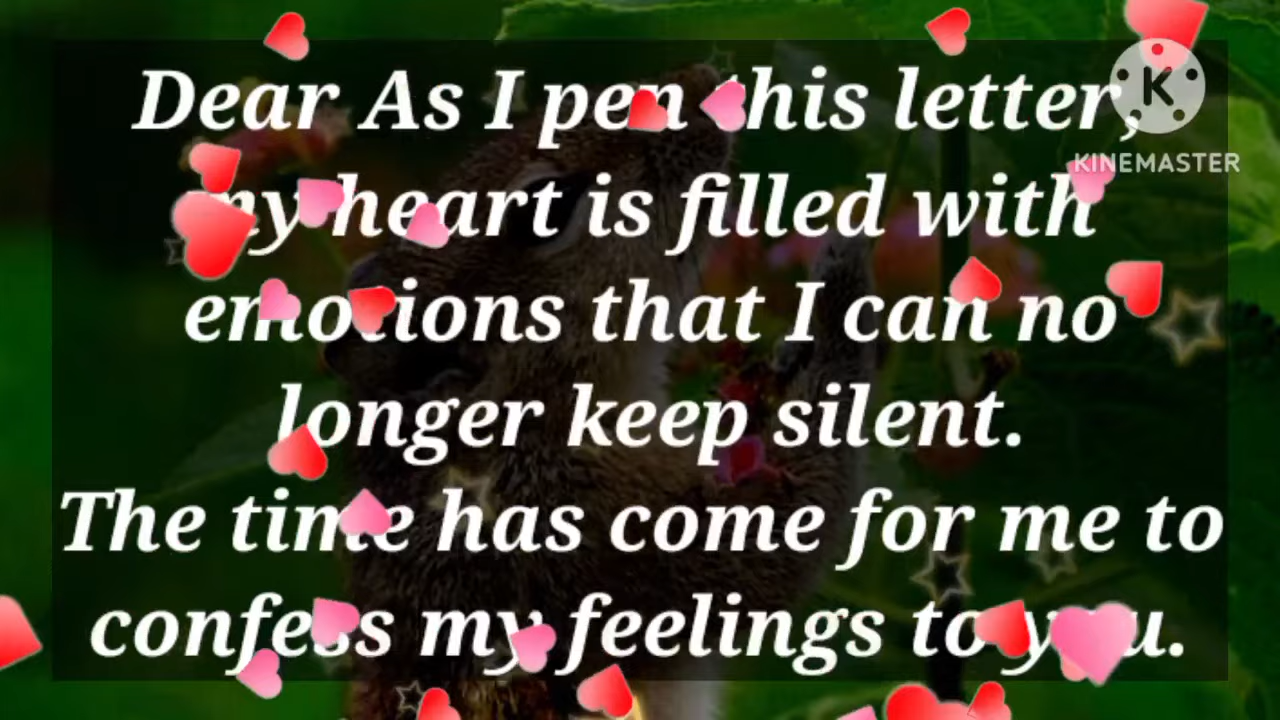 Dear As I pen this letter,
my heart is filled with
emotions that I can no
longer keep silent.
The time has come for me to
confess my feelings to you.
K
KINEMASTER